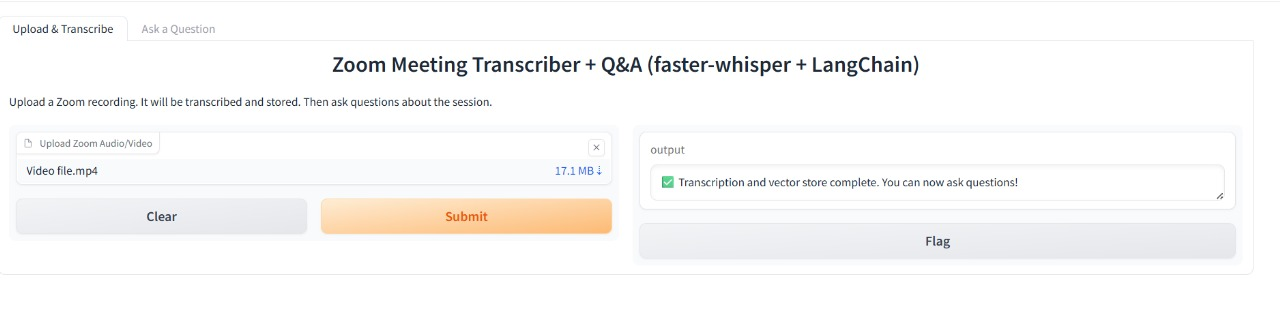 Upload & Transcribe
Ask a Question
Zoom Meeting Transcriber + Q&A (faster-whisper + LangChain)
Upload a Zoom recording. It will be transcribed and stored. Then ask questions about the session.
Upload Zoom Audio/Video
Video file.mp4
17.1 MB ↓
Clear
Submit
output
✅ Transcription and vector store complete. You can now ask questions!
Flag